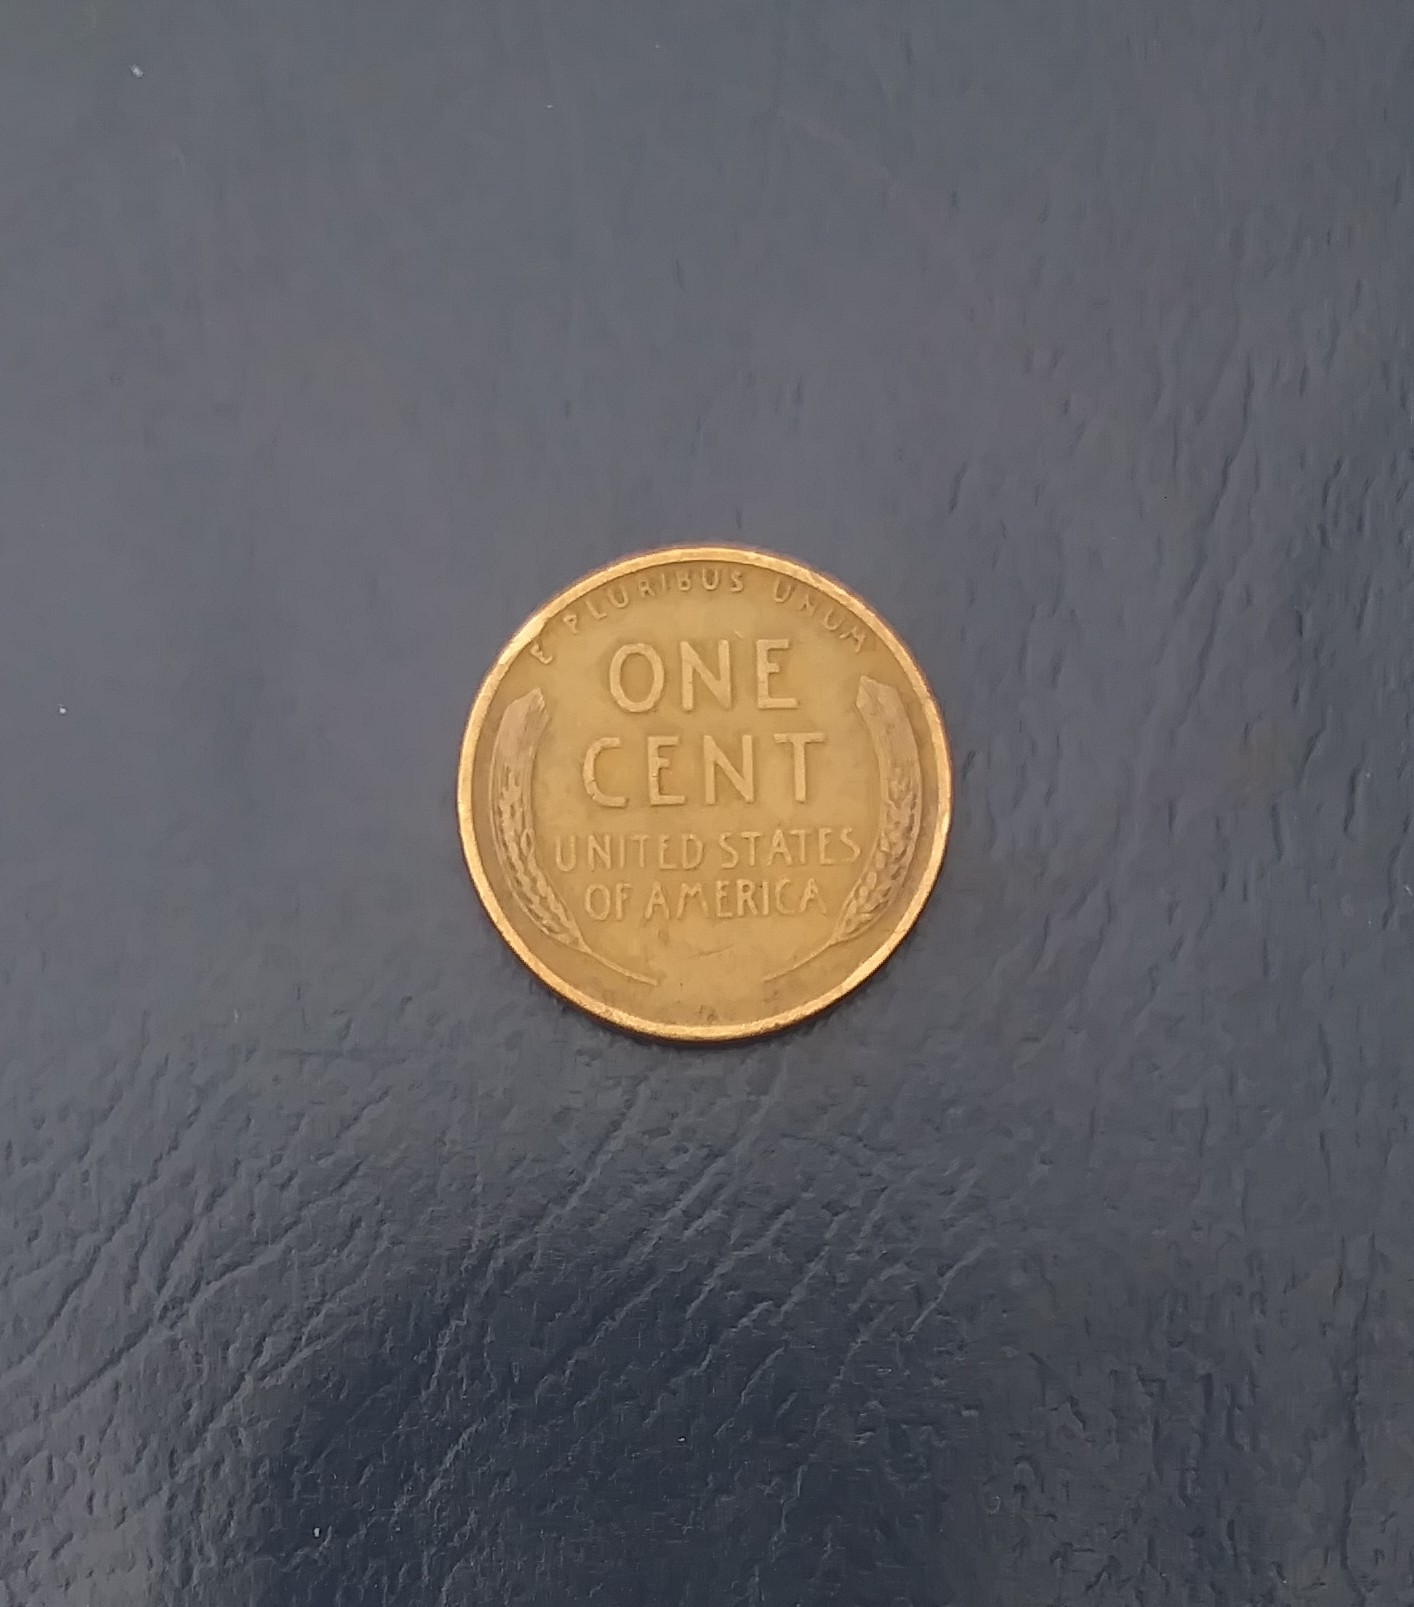 E PLURIBUS UNUM
ONE
CENT
UNITED STATES
OF AMERICA